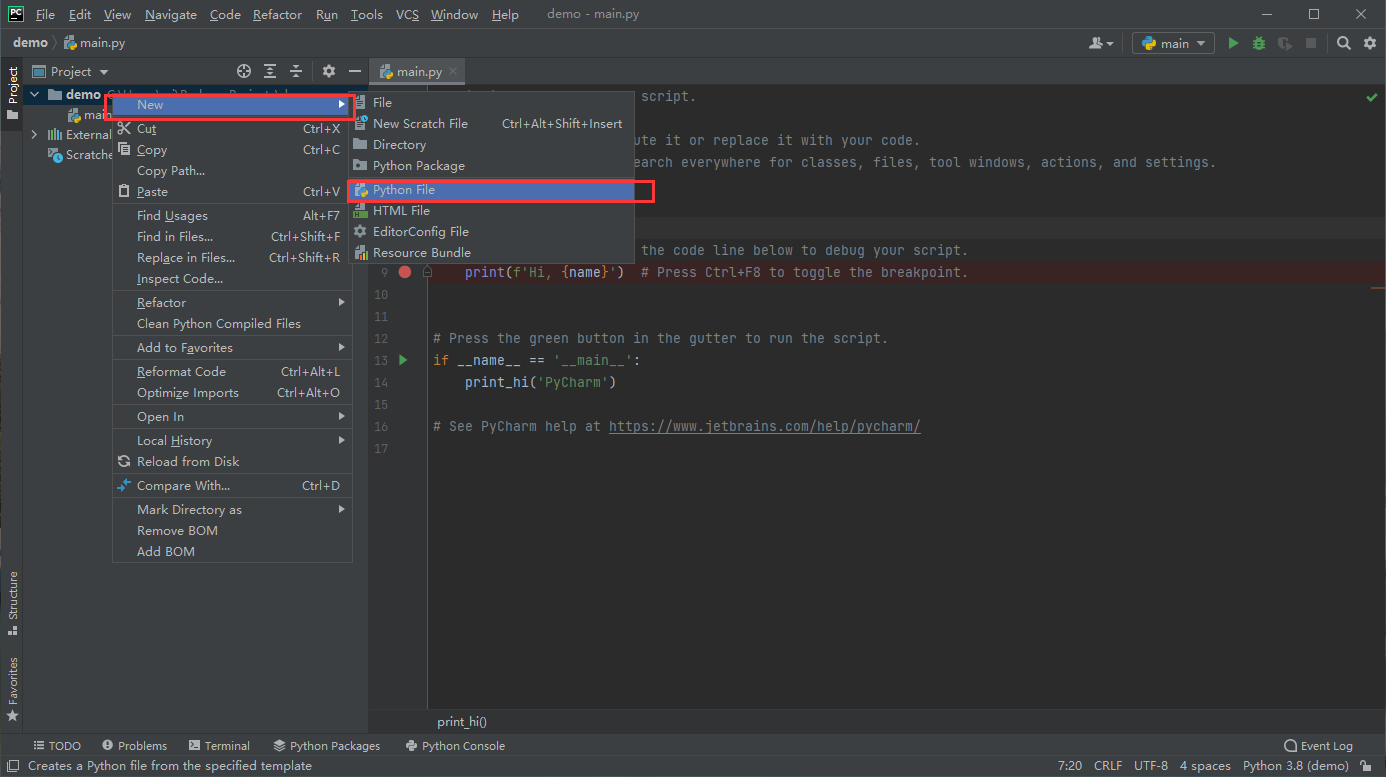 PC File Edit View Navigate Code Refactor Run Tools VCS Window Help demo - main.py
demo main.py main
Project main.py
Project
demo
main
External
Scratche
New
Cut Ctrl+X
Copy Ctrl+C
Copy Path...
Paste Ctrl+V
Find Usages Alt+F7
Find in Files... Ctrl+Shift+F
Replace in Files... Ctrl+Shift+R
Inspect Code...
Refactor
Clean Python Compiled Files
Add to Favorites
Reformat Code Ctrl+Alt+L
Optimize Imports Ctrl+Alt+O
Open In
Local History
Reload from Disk
Compare With... Ctrl+D
Mark Directory as
Remove BOM
Add BOM
File
New Scratch File Ctrl+Alt+Shift+Insert
Directory
Python Package
Python File
HTML File
EditorConfig File
Resource Bundle
script.
ute it or replace it with your code.
earch everywhere for classes, files, tool windows, actions, and settings.
the code line below to debug your script.
9 print(f'Hi, {name}') # Press Ctrl+F8 to toggle the breakpoint.
10
11
12 # Press the green button in the gutter to run the script.
13 if __name__ == '__main__':
14 print_hi('PyCharm')
15
16 # See PyCharm help at https://www.jetbrains.com/help/pycharm/
17
Structure
Favorites
print_hi()
TODO Problems Terminal Python Packages Python Console Event Log
Creates a Python file from the specified template 7:20 CRLF UTF-8 4 spaces Python 3.8 (demo)